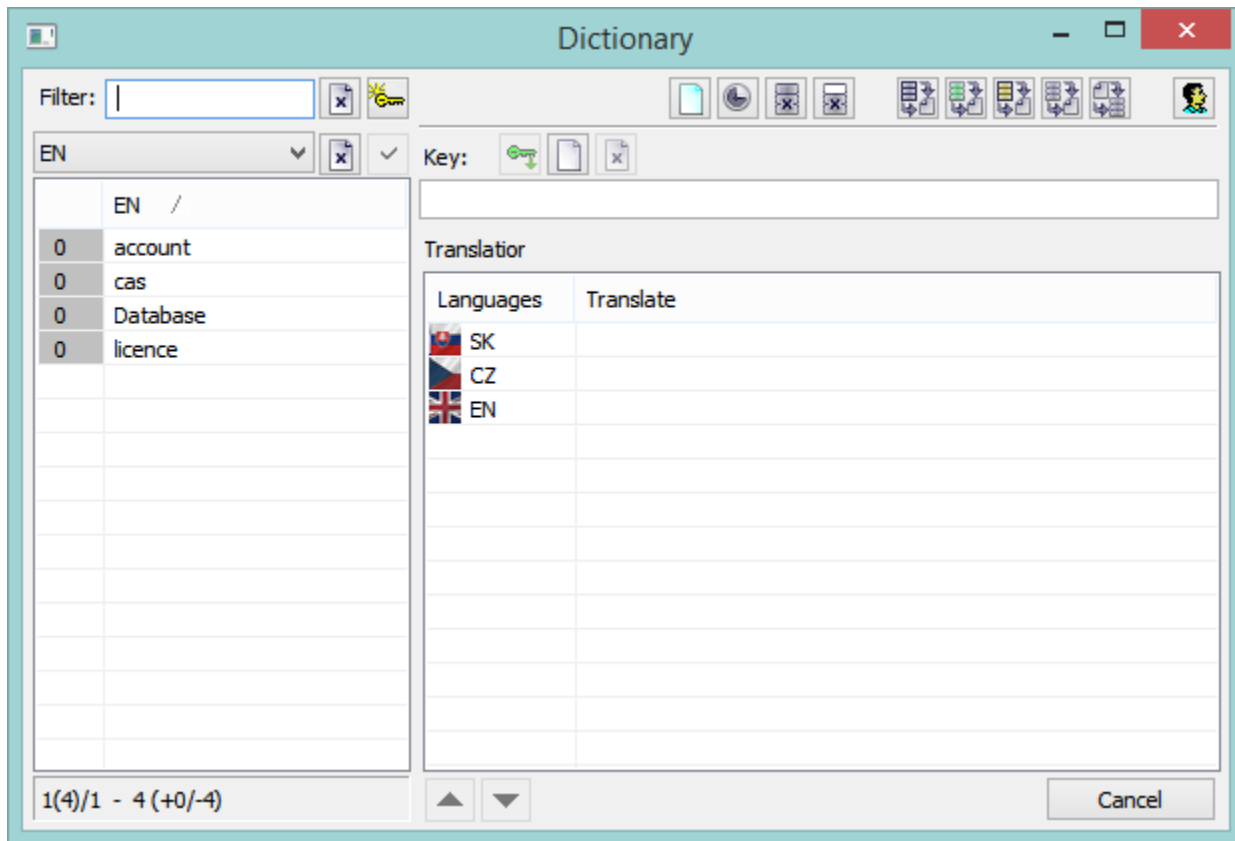 Dictionary
Filter:
EN
Key:
EN /
0 account
0 cas
0 Database
0 licence
Translatior
Languages Translate
SK
CZ
EN
1(4)/1 - 4 (+0/-4)
Cancel